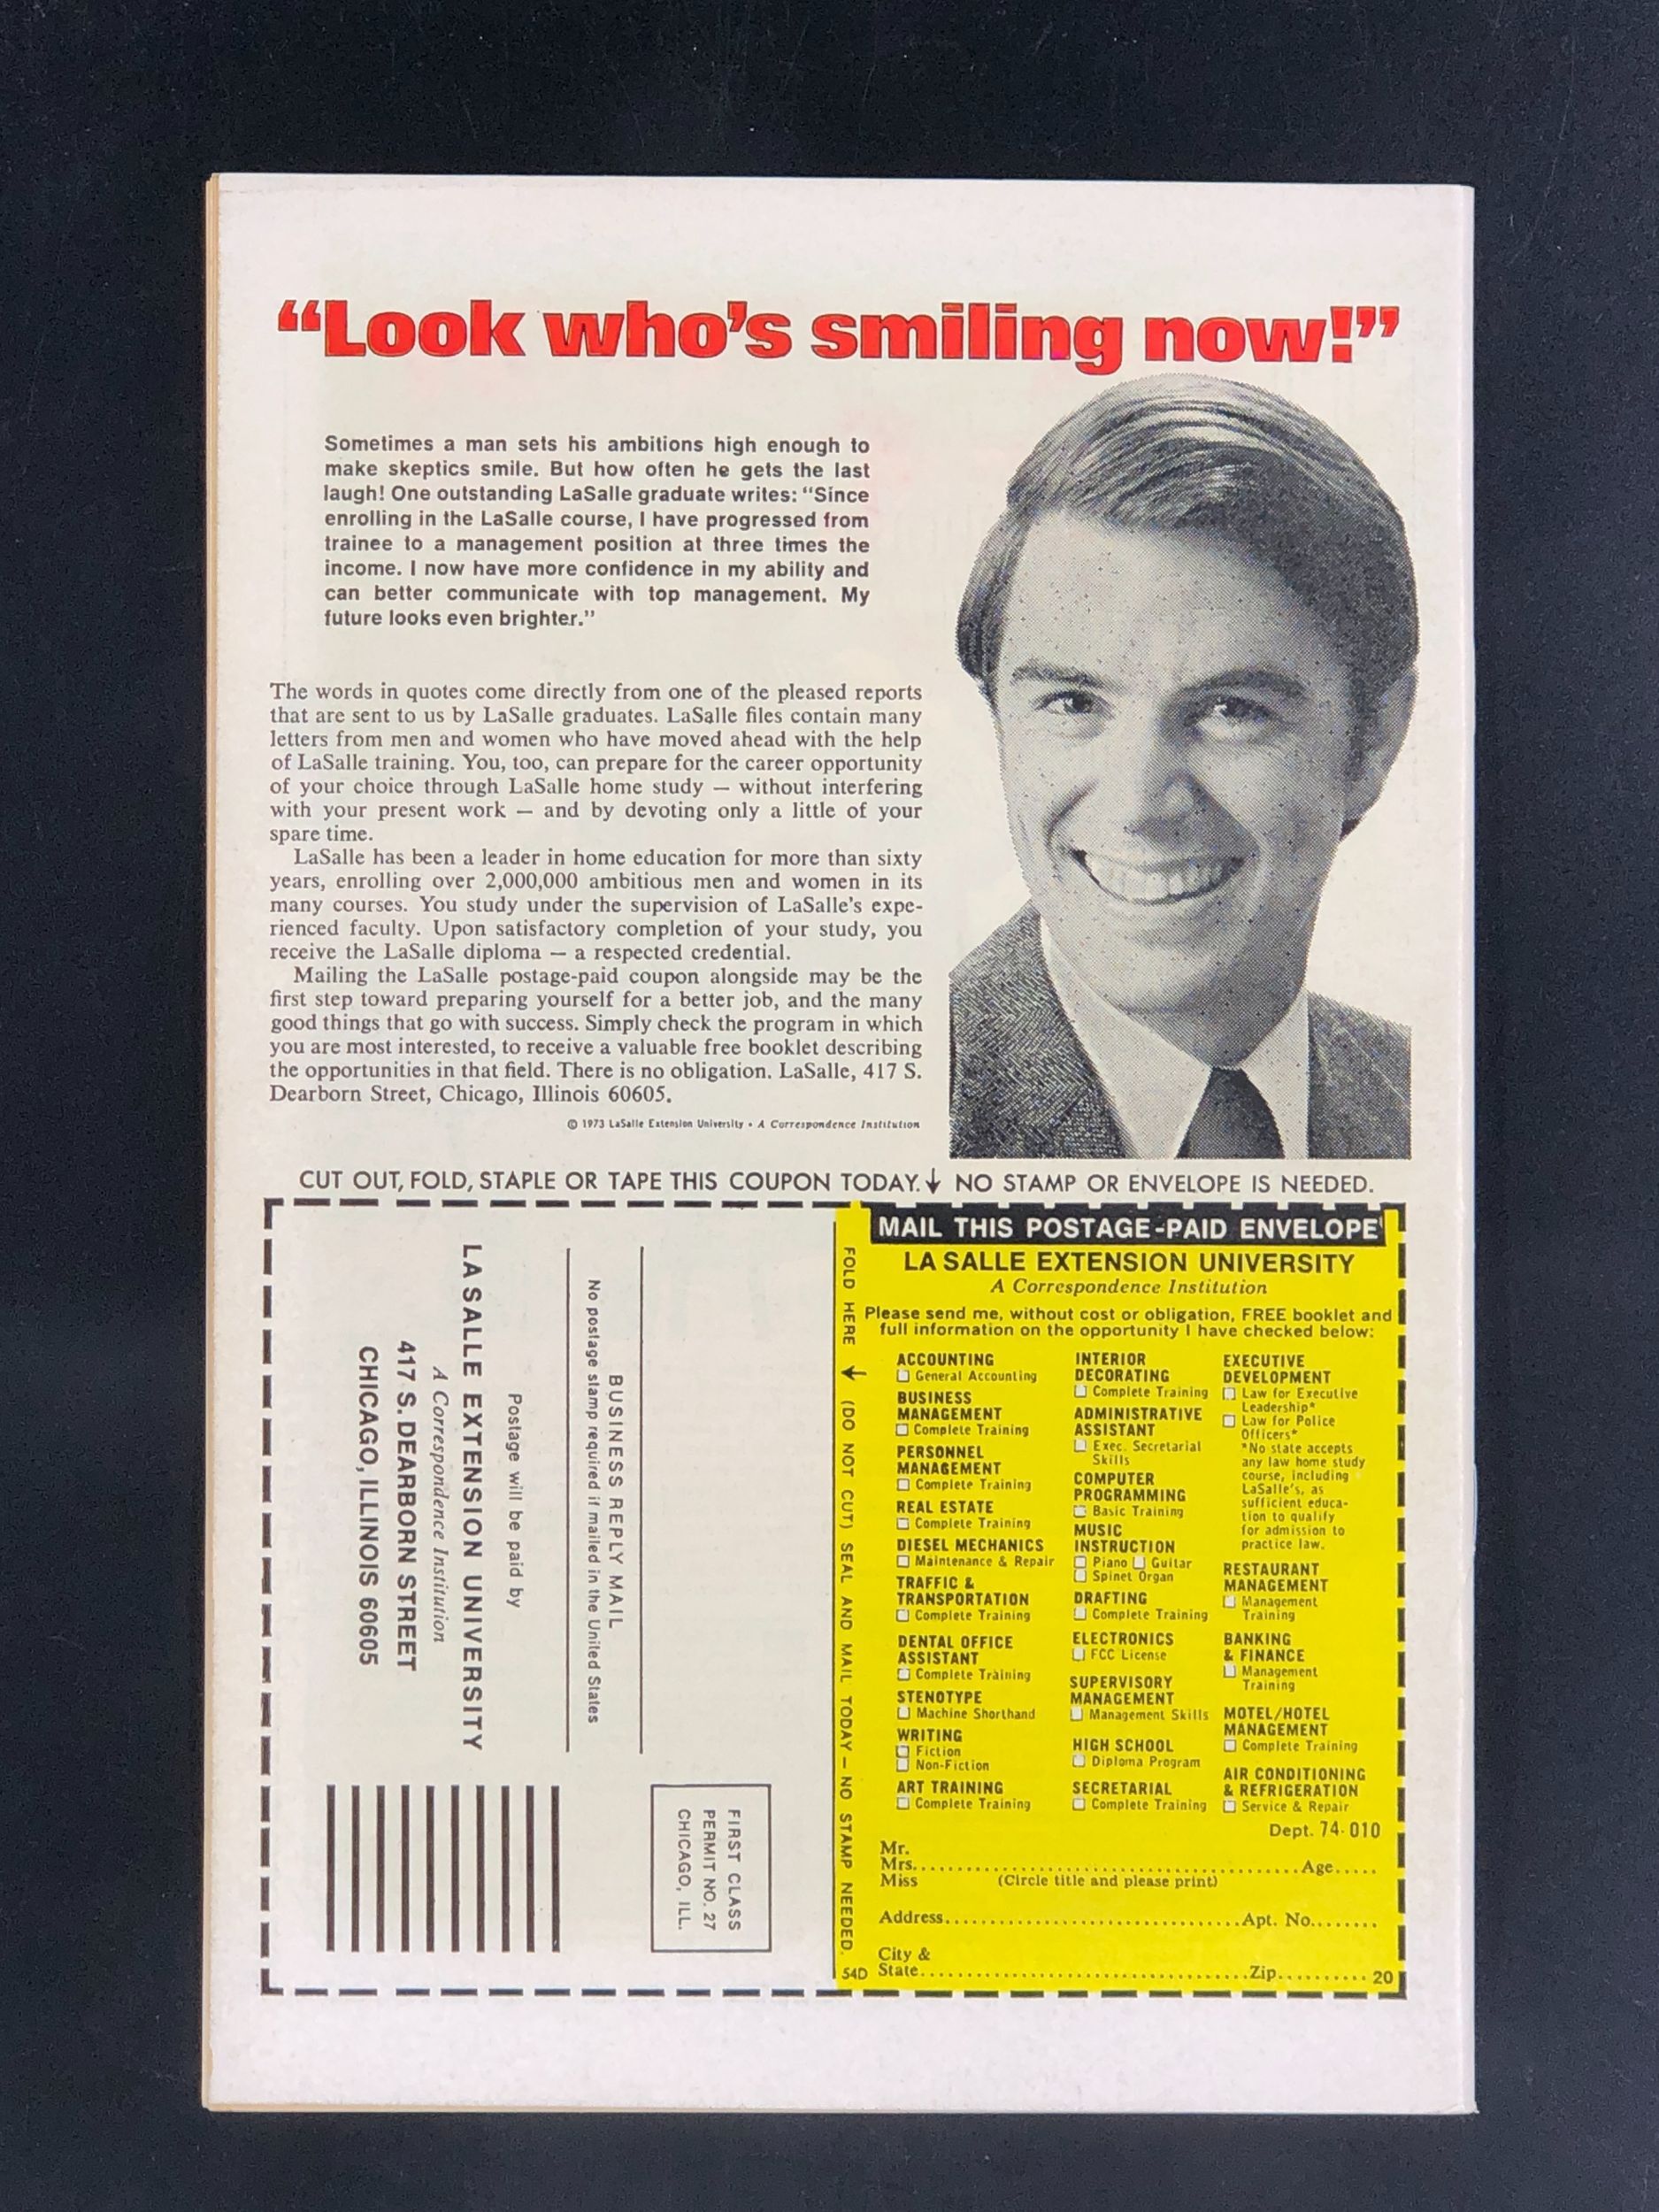 “Look who’s smiling now!”
Sometimes a man sets his ambitions high enough to
make skeptics smile. But how often he gets the last
laugh! One outstanding LaSalle graduate writes: “Since
enrolling in the LaSalle course, I have progressed from
trainee to a management position at three times the
income. I now have more confidence in my ability and
can better communicate with top management. My
future looks even brighter.”
The words in quotes come directly from one of the pleased reports
that are sent to us by LaSalle graduates. LaSalle files contain many
letters from men and women who have moved ahead with the help
of LaSalle training. You, too, can prepare for the career opportunity
of your choice through LaSalle home study — without interfering
with your present work — and by devoting only a little of your
spare time.
LaSalle has been a leader in home education for more than sixty
years, enrolling over 2,000,000 ambitious men and women in its
many courses. You study under the supervision of LaSalle's expe-
rienced faculty. Upon satisfactory completion of your study, you
receive the LaSalle diploma — a respected credential.
Mailing the LaSalle postage-paid coupon alongside may be the
first step toward preparing yourself for a better job, and the many
good things that go with success. Simply check the program in which
you are most interested, to receive a valuable free booklet describing
the opportunities in that field. There is no obligation. LaSalle, 417 S.
Dearborn Street, Chicago, Illinois 60605.
© 1973 LaSalle Extension University • A Correspondence Institution
CUT OUT, FOLD, STAPLE OR TAPE THIS COUPON TODAY.↓ NO STAMP OR ENVELOPE IS NEEDED.
BUSINESS REPLY MAIL
No postage stamp required if mailed in the United States
Postage will be paid by
LA SALLE EXTENSION UNIVERSITY
A Correspondence Institution
417 S. DEARBORN STREET
CHICAGO, ILLINOIS 60605
FIRST CLASS
PERMIT NO. 27
CHICAGO, ILL.
FOLD HERE ↓ (DO NOT CUT) SEAL AND MAIL TODAY — NO STAMP NEEDED.
54D
MAIL THIS POSTAGE-PAID ENVELOPE
LA SALLE EXTENSION UNIVERSITY
A Correspondence Institution
Please send me, without cost or obligation, FREE booklet and
full information on the opportunity I have checked below:
ACCOUNTING
☐ General Accounting
BUSINESS
MANAGEMENT
☐ Complete Training
PERSONNEL
MANAGEMENT
☐ Complete Training
REAL ESTATE
☐ Complete Training
DIESEL MECHANICS
☐ Maintenance & Repair
TRAFFIC &
TRANSPORTATION
☐ Complete Training
DENTAL OFFICE
ASSISTANT
☐ Complete Training
STENOTYPE
☐ Machine Shorthand
WRITING
☐ Fiction
☐ Non-Fiction
ART TRAINING
☐ Complete Training
INTERIOR
DECORATING
☐ Complete Training
ADMINISTRATIVE
ASSISTANT
☐ Exec. Secretarial
Skills
COMPUTER
PROGRAMMING
☐ Basic Training
MUSIC
INSTRUCTION
☐ Piano ☐ Guitar
☐ Spinet Organ
DRAFTING
☐ Complete Training
ELECTRONICS
☐ FCC License
SUPERVISORY
MANAGEMENT
☐ Management Skills
HIGH SCHOOL
☐ Diploma Program
SECRETARIAL
☐ Complete Training
EXECUTIVE
DEVELOPMENT
☐ Law for Executive
Leadership*
☐ Law for Police
Officers*
*No state accepts
any law home study
course, including
LaSalle's, as
sufficient educa-
tion to qualify
for admission to
practice law.
RESTAURANT
MANAGEMENT
☐ Management
Training
BANKING
& FINANCE
☐ Management
Training
MOTEL/HOTEL
MANAGEMENT
☐ Complete Training
AIR CONDITIONING
& REFRIGERATION
☐ Service & Repair
Dept. 74-010
Mr.
Mrs.............................................Age.....
Miss (Circle title and please print)
Address..................................Apt. No........
City &
State......................................Zip.......... 20